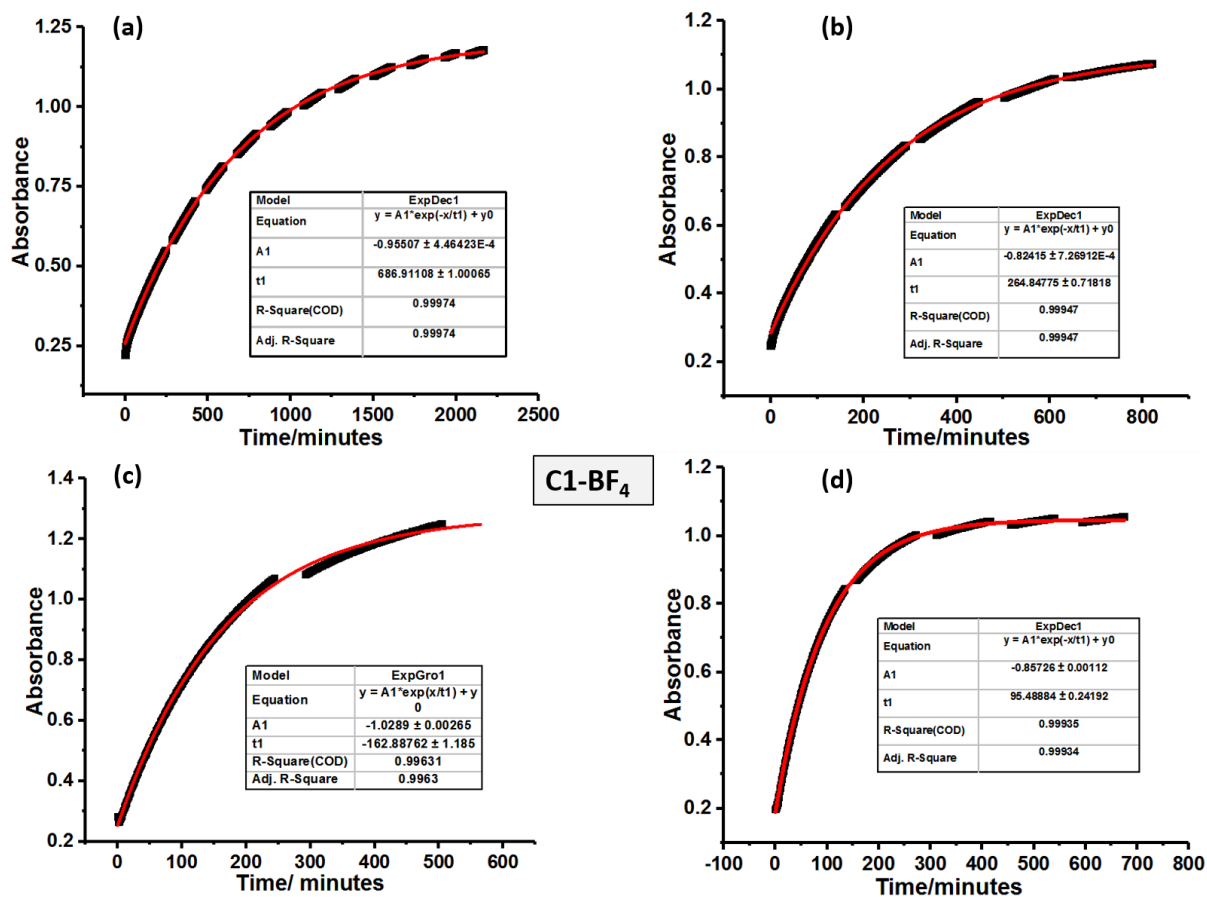 (a)
1.25
1.00
0.75
0.50
0.25
Absorbance
Model ExpDec1
Equation y = A1*exp(-x/t1) + y0
A1 -0.95507 ± 4.46423E-4
t1 686.91108 ± 1.00065
R-Square(COD) 0.99974
Adj. R-Square 0.99974
0 500 1000 1500 2000 2500
Time/minutes
(b)
1.2
1.0
0.8
0.6
0.4
0.2
Absorbance
Model ExpDec1
Equation y = A1*exp(-x/t1) + y0
A1 -0.82415 ± 7.26912E-4
t1 264.84775 ± 0.71818
R-Square(COD) 0.99947
Adj. R-Square 0.99947
0 200 400 600 800
Time/minutes
(c)
1.4
1.2
1.0
0.8
0.6
0.4
0.2
Absorbance
Model ExpGro1
Equation y = A1*exp(x/t1) + y
0
A1 -1.0289 ± 0.00265
t1 -162.88762 ± 1.185
R-Square(COD) 0.99631
Adj. R-Square 0.9963
0 100 200 300 400 500 600
Time/ minutes
C1-BF₄
(d)
1.2
1.0
0.8
0.6
0.4
0.2
Absorbance
Model ExpDec1
Equation y = A1*exp(-x/t1) + y0
A1 -0.85726 ± 0.00112
t1 95.48884 ± 0.24192
R-Square(COD) 0.99935
Adj. R-Square 0.99934
-100 0 100 200 300 400 500 600 700 800
Time/minutes